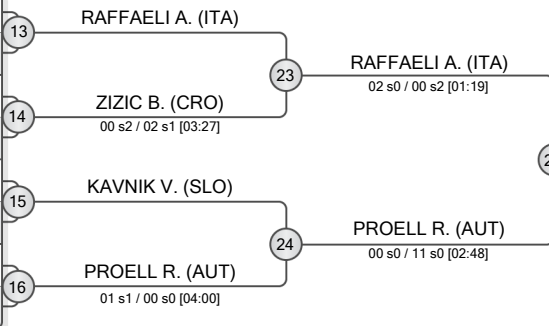 13
RAFFAELI A. (ITA)
23
RAFFAELI A. (ITA)
02 s0 / 00 s2 [01:19]
14
ZIZIC B. (CRO)
00 s2 / 02 s1 [03:27]
15
KAVNIK V. (SLO)
24
PROELL R. (AUT)
00 s0 / 11 s0 [02:48]
16
PROELL R. (AUT)
01 s1 / 00 s0 [04:00]